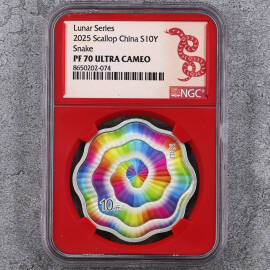 Lunar Series
2025 Scallop China S10Y
Snake
PF 70 ULTRA CAMEO
8650202-074
NGC
10元